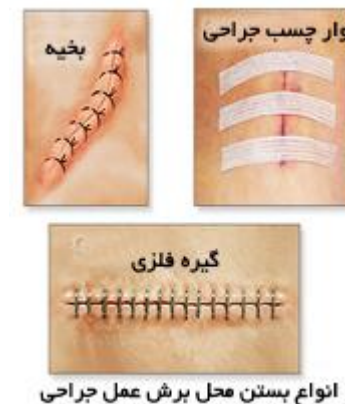 بخیه
وار چسب جراحی
گیره فلزی
انواع بستن محل برش عمل جراحی